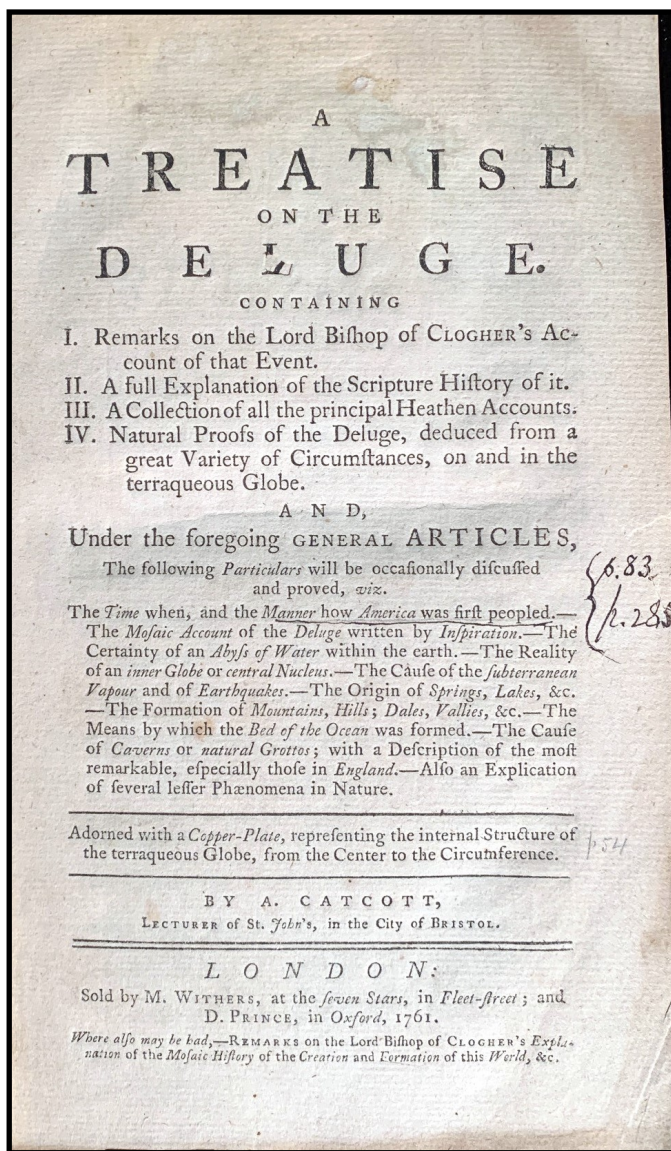 A
TREATISE
ON THE
DELUGE.
CONTAINING
I. Remarks on the Lord Biſhop of CLOGHER'S Ac-
count of that Event.
II. A full Explanation of the Scripture Hiſtory of it.
III. A Collection of all the principal Heathen Accounts.
IV. Natural Proofs of the Deluge, deduced from a
great Variety of Circumſtances, on and in the
terraqueous Globe.
AND,
Under the foregoing GENERAL ARTICLES,
The following Particulars will be occaſionally diſcuſſed
and proved, viz.
The Time when, and the Manner how America was firſt peopled.—
The Moſaic Account of the Deluge written by Inſpiration.—The
Certainty of an Abyſs of Water within the earth.—The Reality
of an inner Globe or central Nucleus.—The Cauſe of the ſubterranean
Vapour and of Earthquakes.—The Origin of Springs, Lakes, &c.
—The Formation of Mountains, Hills; Dales, Vallies, &c.—The
Means by which the Bed of the Ocean was formed.—The Cauſe
of Caverns or natural Grottos; with a Deſcription of the moſt
remarkable, eſpecially thoſe in England.—Alſo an Explication
of ſeveral leſſer Phænomena in Nature.
p.83
p.285
Adorned with a Copper-Plate, repreſenting the internal Structure of
the terraqueous Globe, from the Center to the Circumference.
p54
BY A. CATCOTT,
LECTURER of St. John's, in the City of BRISTOL.
LONDON:
Sold by M. WITHERS, at the ſeven Stars, in Fleet-ſtreet; and
D. PRINCE, in Oxford, 1761.
Where alſo may be had,—REMARKS on the Lord Biſhop of CLOGHER'S Expla-
nation of the Moſaic Hiſtory of the Creation and Formation of this World, &c.